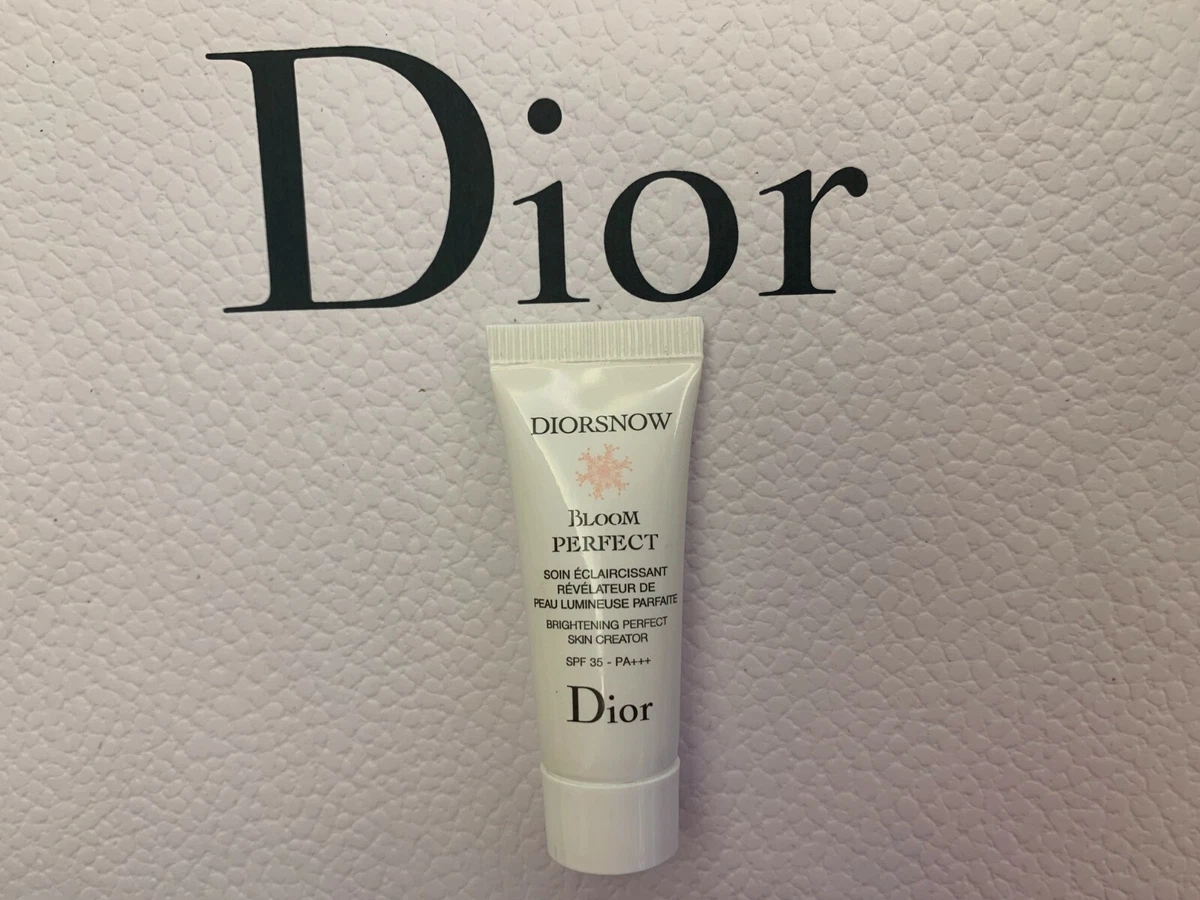 Dior
DIORSNOW
BLOOM
PERFECT
SOIN ÉCLAIRCISSANT
RÉVÉLATEUR DE
PEAU LUMINEUSE PARFAITE
BRIGHTENING PERFECT
SKIN CREATOR
SPF 35 - PA+++
Dior